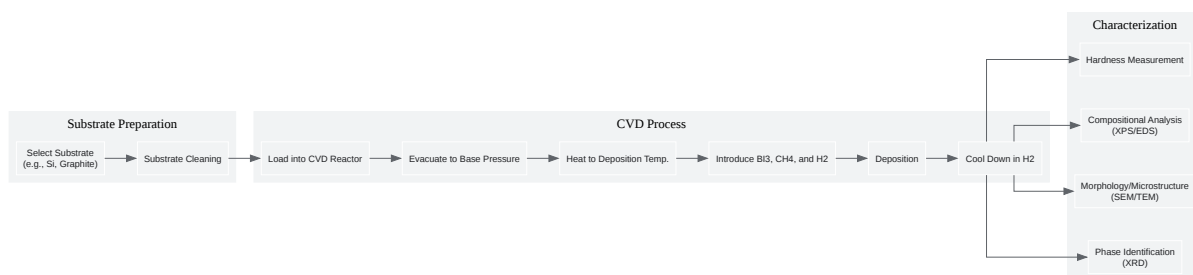 Substrate Preparation
Select Substrate
(e.g., Si, Graphite)
Substrate Cleaning
CVD Process
Load into CVD Reactor
Evacuate to Base Pressure
Heat to Deposition Temp.
Introduce BI3, CH4, and H2
Deposition
Cool Down in H2
Characterization
Hardness Measurement
Compositional Analysis
(XPS/EDS)
Morphology/Microstructure
(SEM/TEM)
Phase Identification
(XRD)